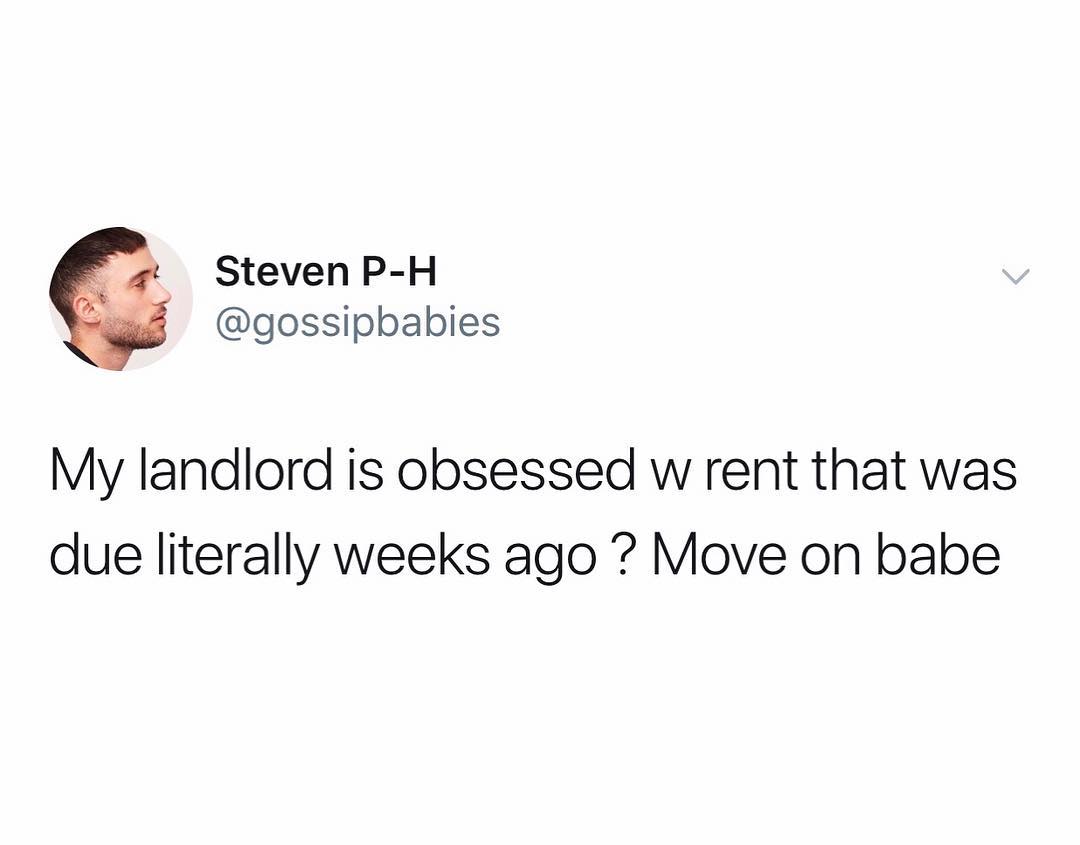 Steven P-H
@gossipbabies
My landlord is obsessed w rent that was
due literally weeks ago ? Move on babe